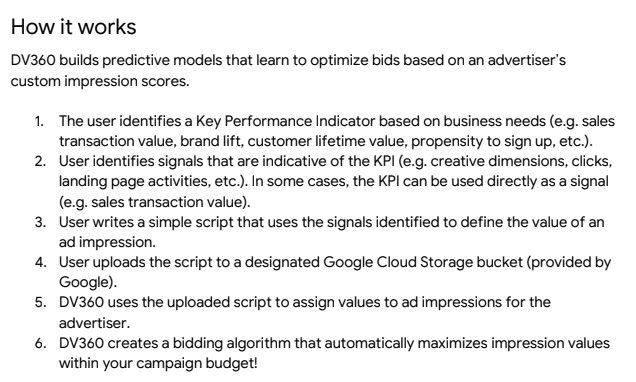 How it works
DV360 builds predictive models that learn to optimize bids based on an advertiser's
custom impression scores.
1. The user identifies a Key Performance Indicator based on business needs (e.g. sales
transaction value, brand lift, customer lifetime value, propensity to sign up, etc.).
2. User identifies signals that are indicative of the KPI (e.g. creative dimensions, clicks,
landing page activities, etc.). In some cases, the KPI can be used directly as a signal
(e.g. sales transaction value).
3. User writes a simple script that uses the signals identified to define the value of an
ad impression.
4. User uploads the script to a designated Google Cloud Storage bucket (provided by
Google).
5. DV360 uses the uploaded script to assign values to ad impressions for the
advertiser.
6. DV360 creates a bidding algorithm that automatically maximizes impression values
within your campaign budget!